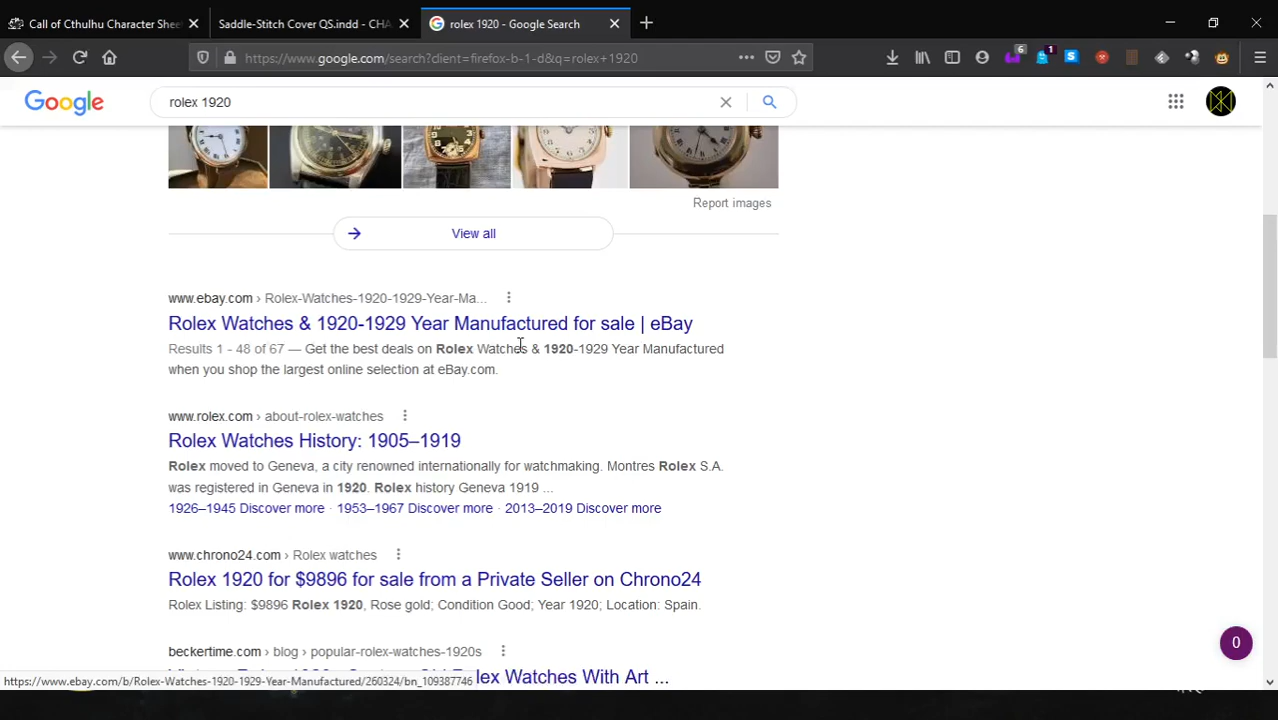 Call of Cthulhu Character Shee
Saddle-Stitch Cover QS.indd - CHA
rolex 1920 - Google Search
https://www.google.com/search?client=firefox-b-1-d&q=rolex+1920
6
1
Google
rolex 1920
Report images
View all
www.ebay.com › Rolex-Watches-1920-1929-Year-Ma...
Rolex Watches & 1920-1929 Year Manufactured for sale | eBay
Results 1 - 48 of 67 — Get the best deals on Rolex Watches & 1920-1929 Year Manufactured
when you shop the largest online selection at eBay.com.
www.rolex.com › about-rolex-watches
Rolex Watches History: 1905–1919
Rolex moved to Geneva, a city renowned internationally for watchmaking. Montres Rolex S.A.
was registered in Geneva in 1920. Rolex history Geneva 1919 ...
1926–1945 Discover more · 1953–1967 Discover more · 2013–2019 Discover more
www.chrono24.com › Rolex watches
Rolex 1920 for $9896 for sale from a Private Seller on Chrono24
Rolex Listing: $9896 Rolex 1920, Rose gold; Condition Good; Year 1920; Location: Spain.
0
beckertime.com › blog › popular-rolex-watches-1920s
lex Watches With Art ...
https://www.ebay.com/b/Rolex-Watches-1920-1929-Year-Manufactured/260324/bn_109387746